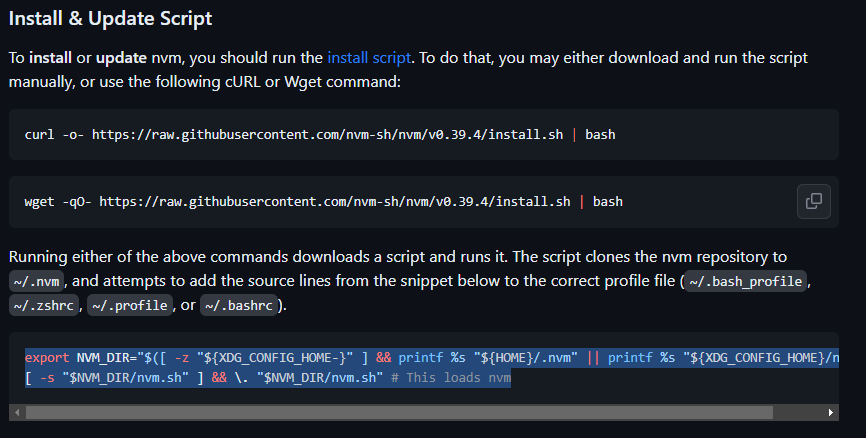 Install & Update Script
To install or update nvm, you should run the install script. To do that, you may either download and run the script
manually, or use the following cURL or Wget command:
curl -o- https://raw.githubusercontent.com/nvm-sh/nvm/v0.39.4/install.sh | bash
wget -qO- https://raw.githubusercontent.com/nvm-sh/nvm/v0.39.4/install.sh | bash
Running either of the above commands downloads a script and runs it. The script clones the nvm repository to
~/.nvm, and attempts to add the source lines from the snippet below to the correct profile file (~/.bash_profile,
~/.zshrc, ~/.profile, or ~/.bashrc).
export NVM_DIR="$([ -z "${XDG_CONFIG_HOME-}" ] && printf %s "${HOME}/.nvm" || printf %s "${XDG_CONFIG_HOME}/n
[ -s "$NVM_DIR/nvm.sh" ] && \. "$NVM_DIR/nvm.sh" # This loads nvm